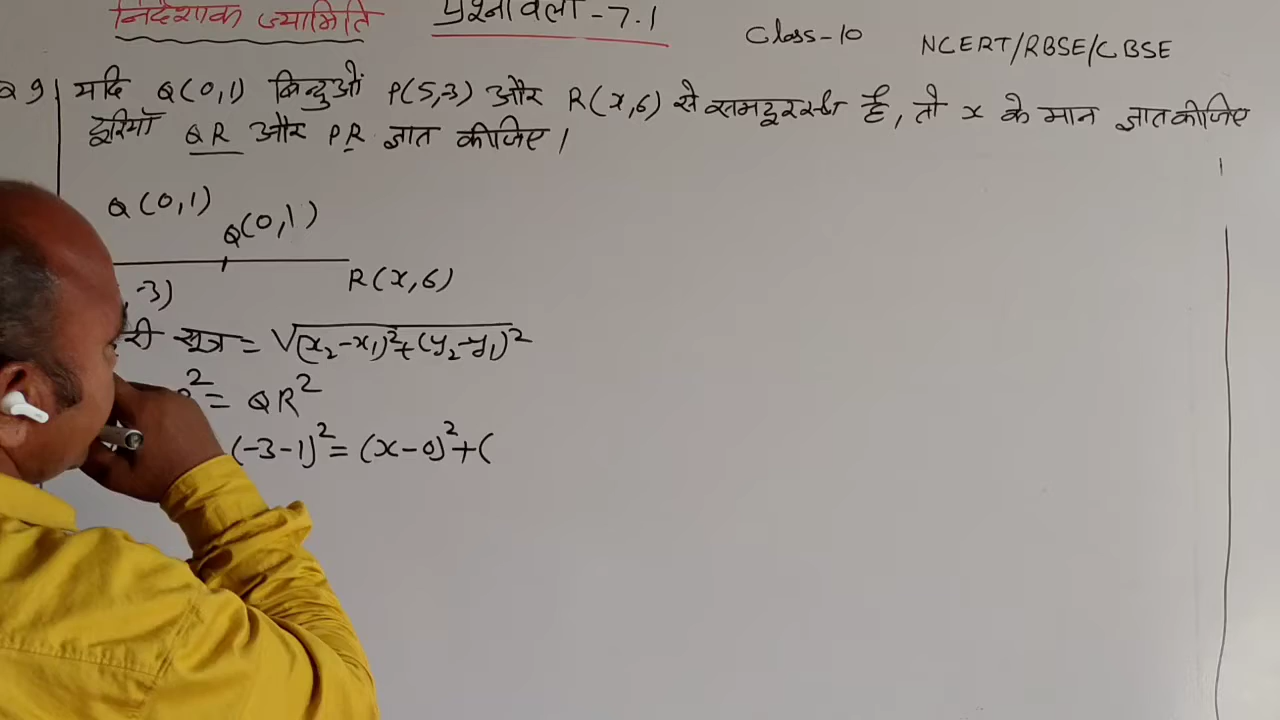 निर्देशांक ज्यामिति प्रश्नावली-7.1 Class-10 NCERT/RBSE/CBSE
Q 9 यदि Q(0,1) बिन्दुओं P(5,-3) और R(x,6) से समदूरस्थ है, तो x के मान ज्ञात कीजिए
दूरियाँ QR और PR ज्ञात कीजिए।
Q(0,1)
Q(0,1)
,-3) R(x,6)
री सूत्र = √(x₂-x₁)²+(y₂-y₁)²
² = QR²
(-3-1)² = (x-0)²+(